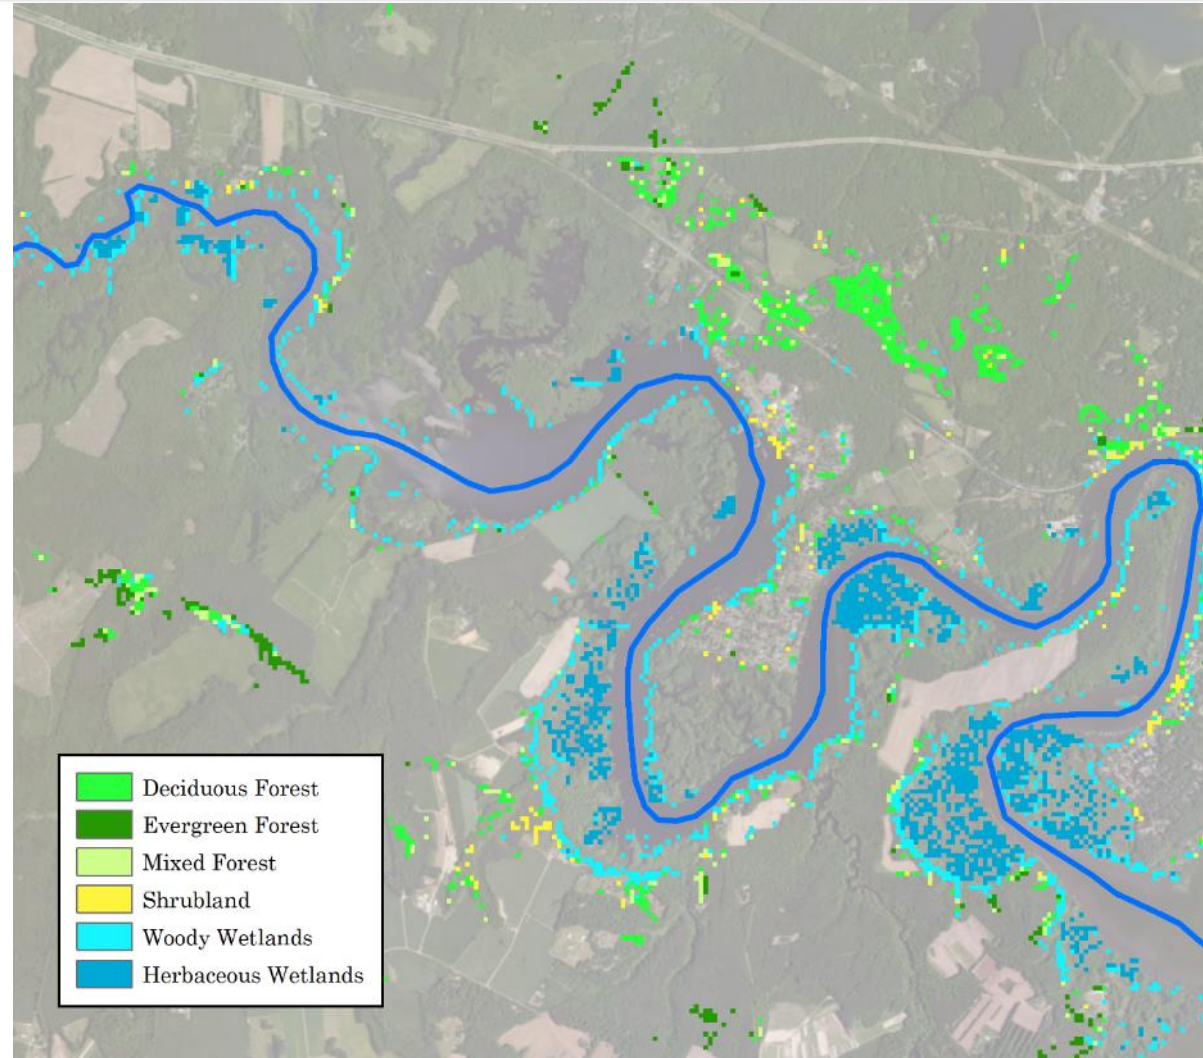 Deciduous Forest
Evergreen Forest
Mixed Forest
Shrubland
Woody Wetlands
Herbaceous Wetlands